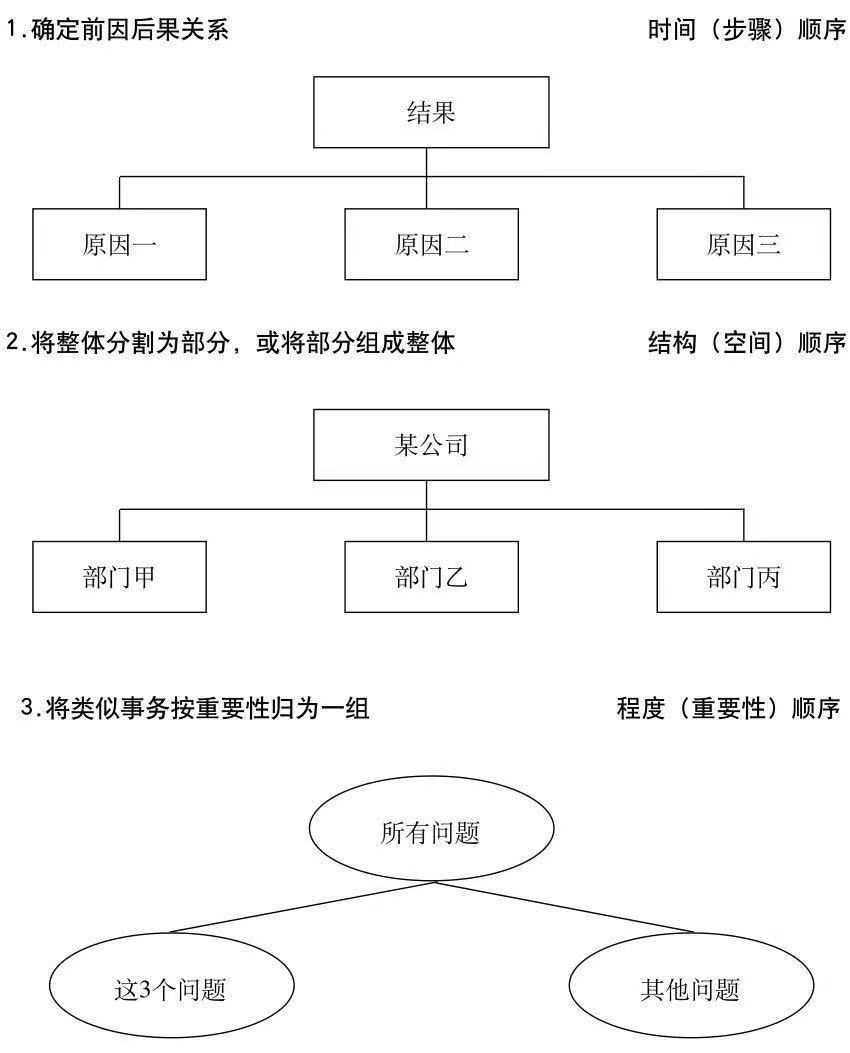 1.确定前因后果关系 时间（步骤）顺序
结果
原因一 原因二 原因三
2.将整体分割为部分，或将部分组成整体 结构（空间）顺序
某公司
部门甲 部门乙 部门丙
3.将类似事务按重要性归为一组 程度（重要性）顺序
所有问题
这3个问题 其他问题